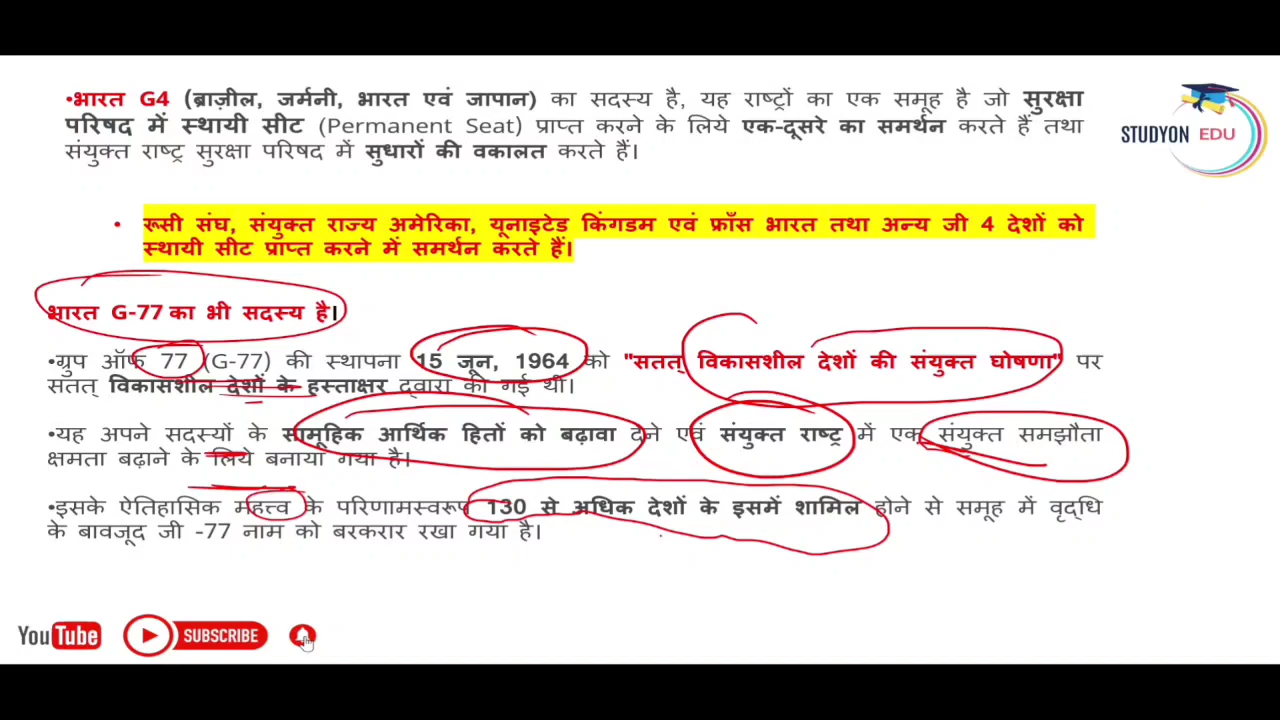 •भारत G4 (ब्राज़ील, जर्मनी, भारत एवं जापान) का सदस्य है, यह राष्ट्रों का एक समूह है जो सुरक्षा
परिषद में स्थायी सीट (Permanent Seat) प्राप्त करने के लिये एक-दूसरे का समर्थन करते हैं तथा
संयुक्त राष्ट्र सुरक्षा परिषद में सुधारों की वकालत करते हैं।
STUDYON EDU
• रूसी संघ, संयुक्त राज्य अमेरिका, यूनाइटेड किंगडम एवं फ्राँस भारत तथा अन्य जी 4 देशों को
स्थायी सीट प्राप्त करने में समर्थन करते हैं।
भारत G-77 का भी सदस्य है।
•ग्रुप ऑफ 77 (G-77) की स्थापना 15 जून, 1964 को "सतत् विकासशील देशों की संयुक्त घोषणा" पर
सतत् विकासशील देशों के हस्ताक्षर द्वारा की गई थी।
•यह अपने सदस्यों के सामूहिक आर्थिक हितों को बढ़ावा देने एवं संयुक्त राष्ट्र में एक संयुक्त समझौता
क्षमता बढ़ाने के लिये बनाया गया है।
•इसके ऐतिहासिक महत्त्व के परिणामस्वरूप 130 से अधिक देशों के इसमें शामिल होने से समूह में वृद्धि
के बावजूद जी -77 नाम को बरकरार रखा गया है।
YouTube SUBSCRIBE